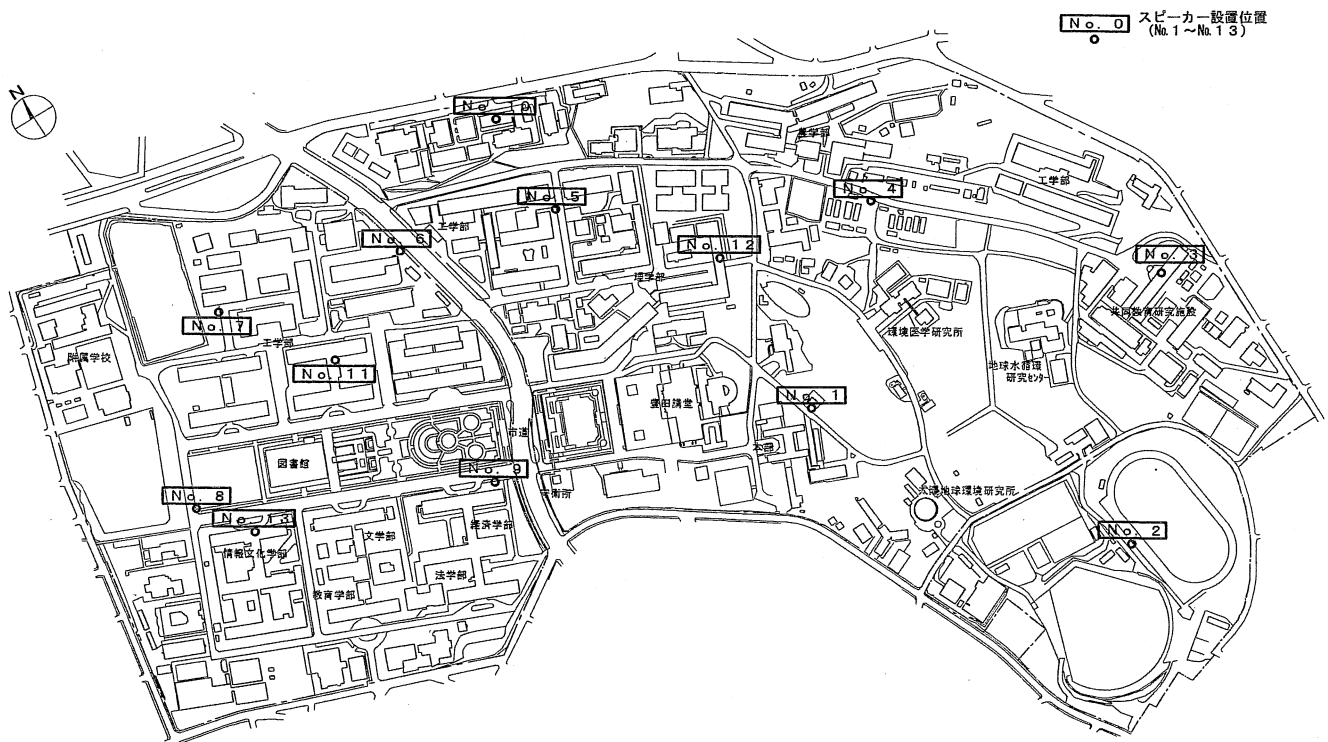 No. 0 スピーカー設置位置
(No.1～No.13)
N
No. 10
農学部
工学部
No. 4
No. 5
工学部
No. 6
No. 12
No. 3
理学部
共同教育研究施設
環境医学研究所
No. 7
工学部
附属学校
地球水循環
研究センター
No. 11
豊田講堂
No. 1
市道
本部
図書館
No. 9
守衛所
太陽地球環境研究所
No. 8
No. 13
経済学部
文学部
No. 2
情報文化学部
法学部
教育学部